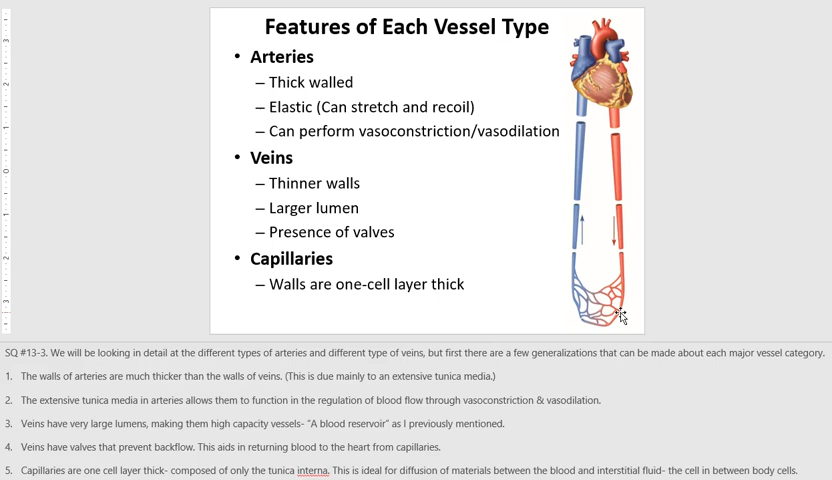 Features of Each Vessel Type
• Arteries
– Thick walled
– Elastic (Can stretch and recoil)
– Can perform vasoconstriction/vasodilation
• Veins
– Thinner walls
– Larger lumen
– Presence of valves
• Capillaries
– Walls are one-cell layer thick
SQ #13-3. We will be looking in detail at the different types of arteries and different type of veins, but first there are a few generalizations that can be made about each major vessel category.
1. The walls of arteries are much thicker than the walls of veins. (This is due mainly to an extensive tunica media.)
2. The extensive tunica media in arteries allows them to function in the regulation of blood flow through vasoconstriction & vasodilation.
3. Veins have very large lumens, making them high capacity vessels- "A blood reservoir" as I previously mentioned.
4. Veins have valves that prevent backflow. This aids in returning blood to the heart from capillaries.
5. Capillaries are one cell layer thick- composed of only the tunica interna. This is ideal for diffusion of materials between the blood and interstitial fluid- the cell in between body cells.
3
2
1
0
1
2
3